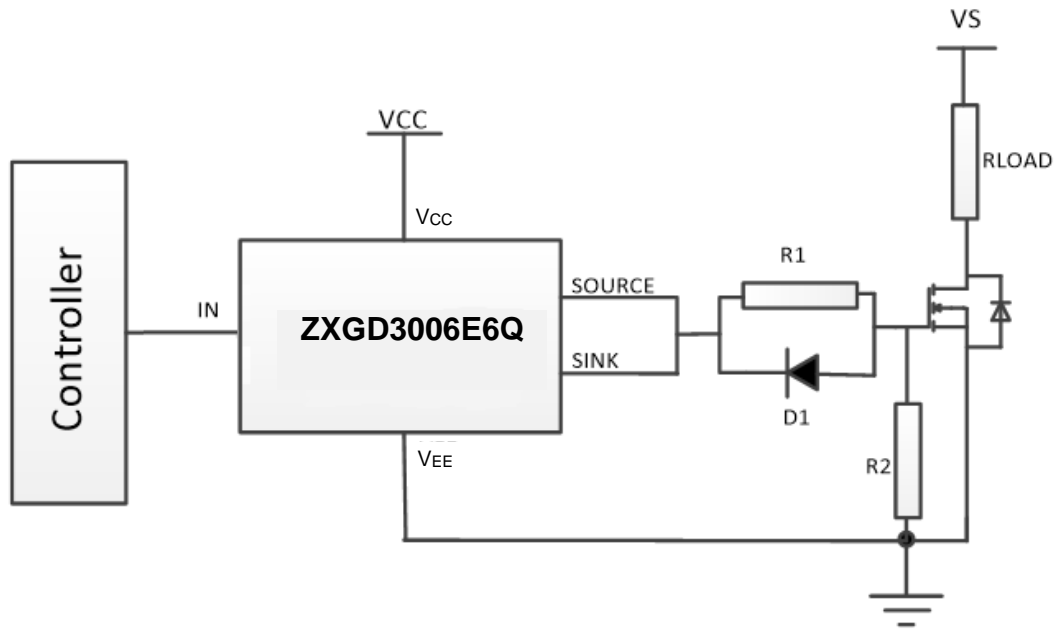 VS
VCC
RLOAD
Controller
VCC
R1
SOURCE
IN
ZXGD3006E6Q
SINK
D1
VEE
R2